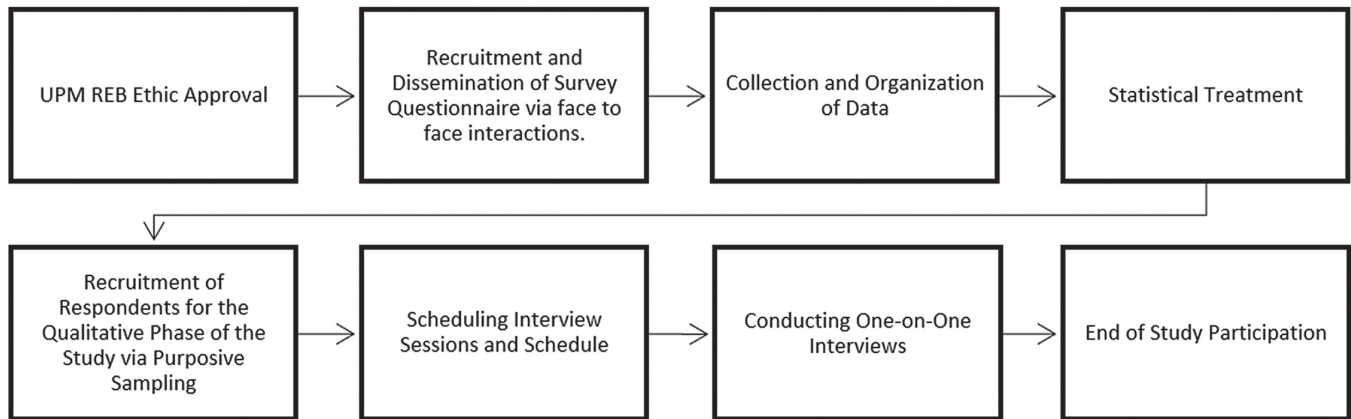 UPM REB Ethic Approval
Recruitment and
Dissemination of Survey
Questionnaire via face to
face interactions.
Collection and Organization
of Data
Statistical Treatment
Recruitment of
Respondents for the
Qualitative Phase of the
Study via Purposive
Sampling
Scheduling Interview
Sessions and Schedule
Conducting One-on-One
Interviews
End of Study Participation